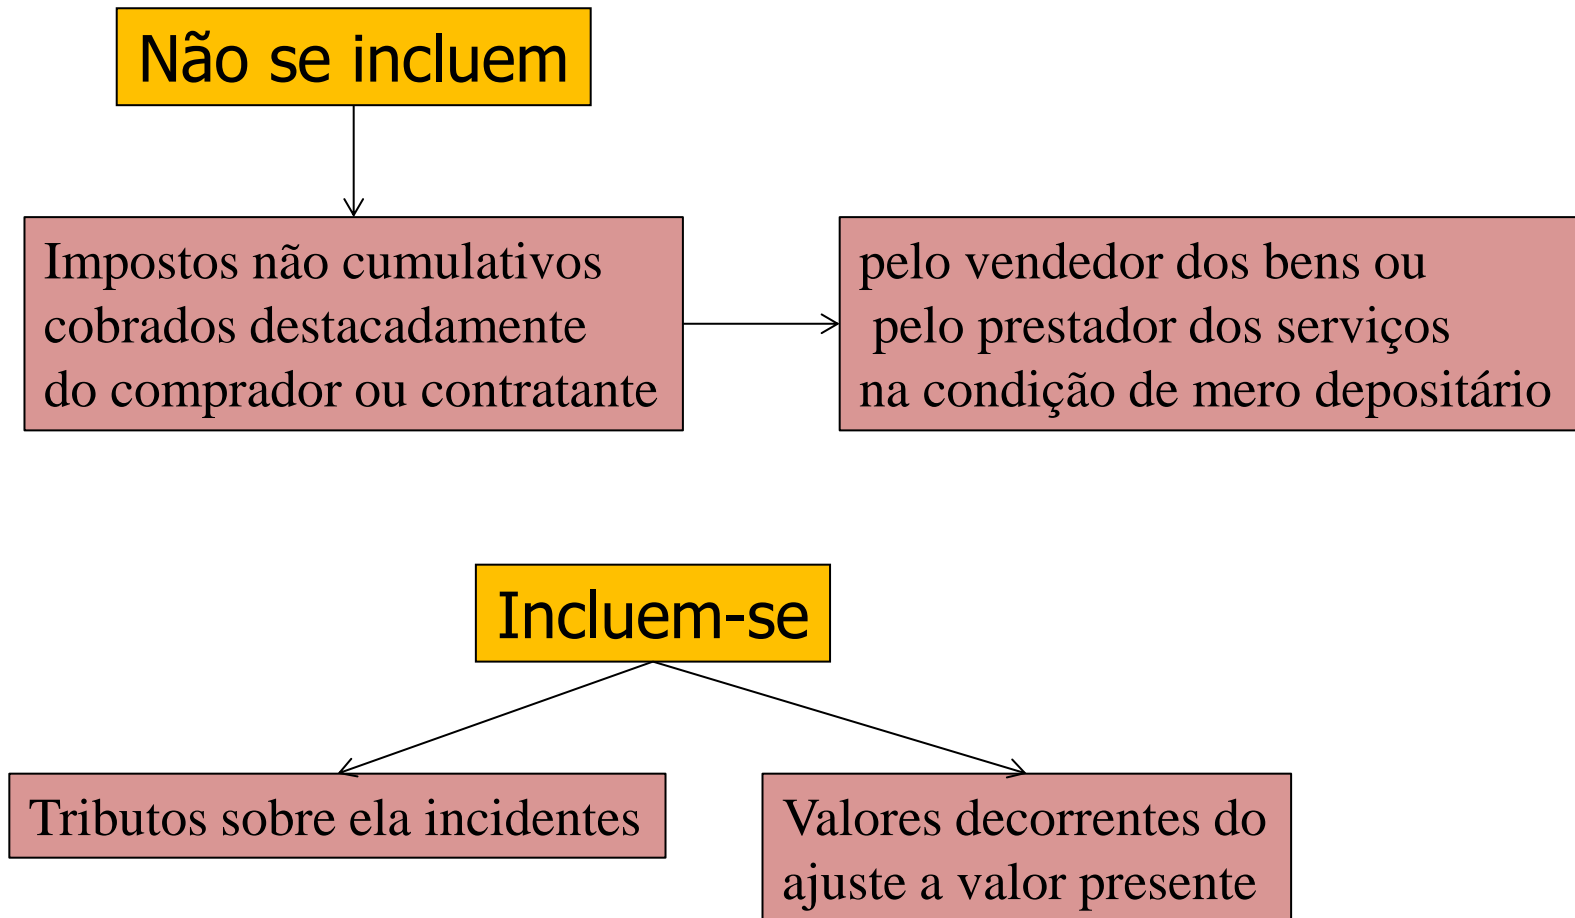 Não se incluem
Impostos não cumulativos
cobrados destacadamente
do comprador ou contratante
pelo vendedor dos bens ou
pelo prestador dos serviços
na condição de mero depositário
Incluem-se
Tributos sobre ela incidentes
Valores decorrentes do
ajuste a valor presente